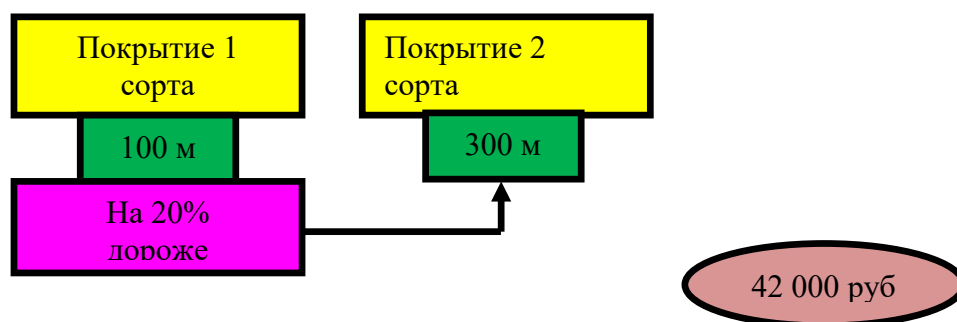 Покрытие 1
сорта
Покрытие 2
сорта
100 м
300 м
На 20%
дороже
42 000 руб